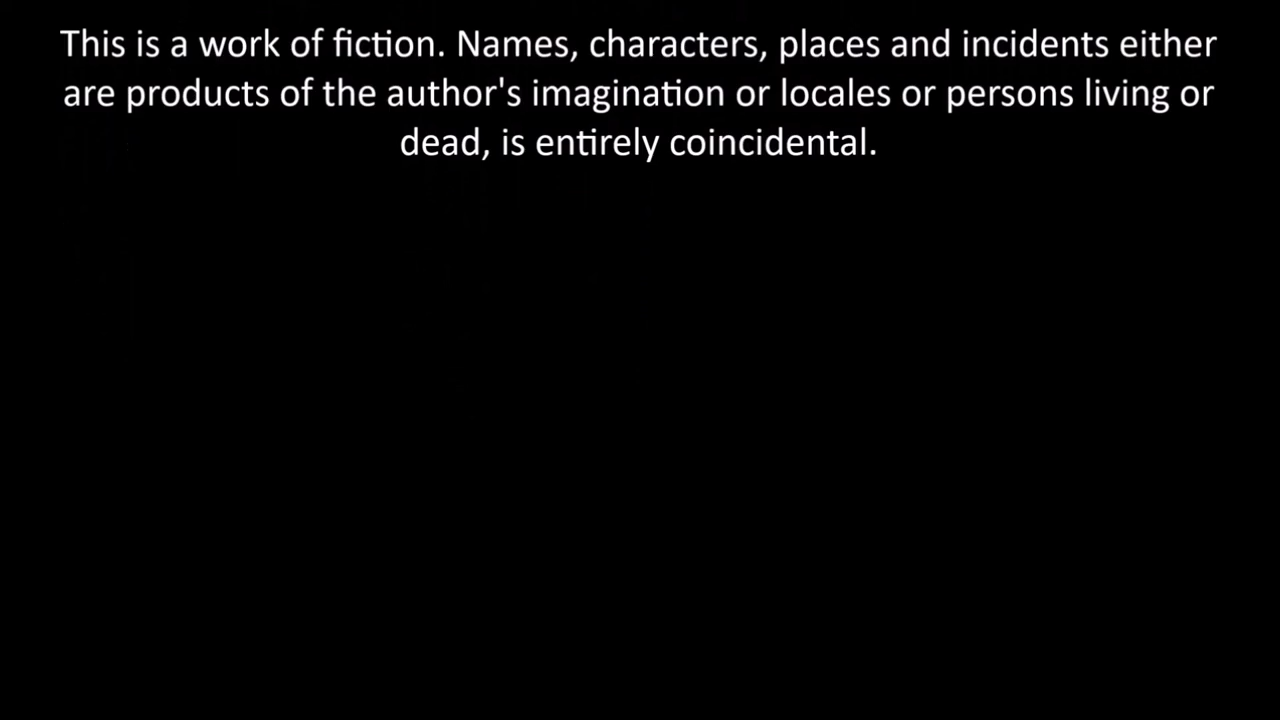 This is a work of fiction. Names, characters, places and incidents either
are products of the author's imagination or locales or persons living or
dead, is entirely coincidental.